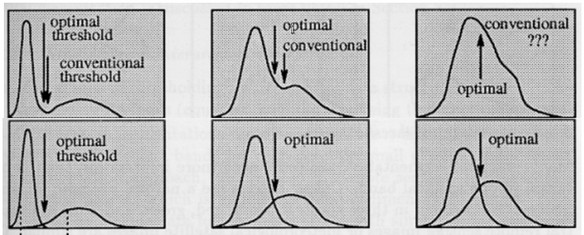 optimal
threshold
conventional
threshold
optimal
conventional
conventional
???
optimal
optimal
threshold
optimal
optimal